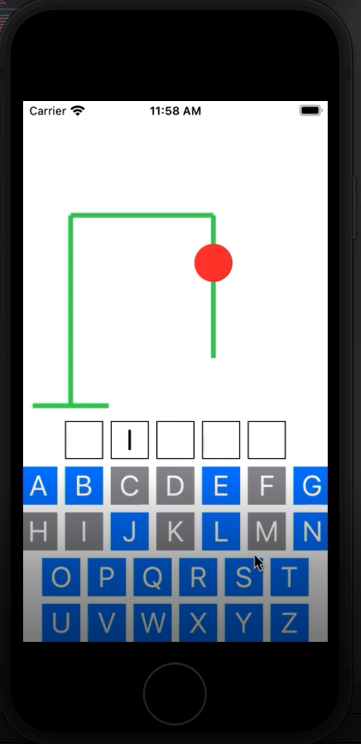 Carrier 11:58 AM
I
A B C D E F G
H I J K L M N
O P Q R S T
U V W X Y Z